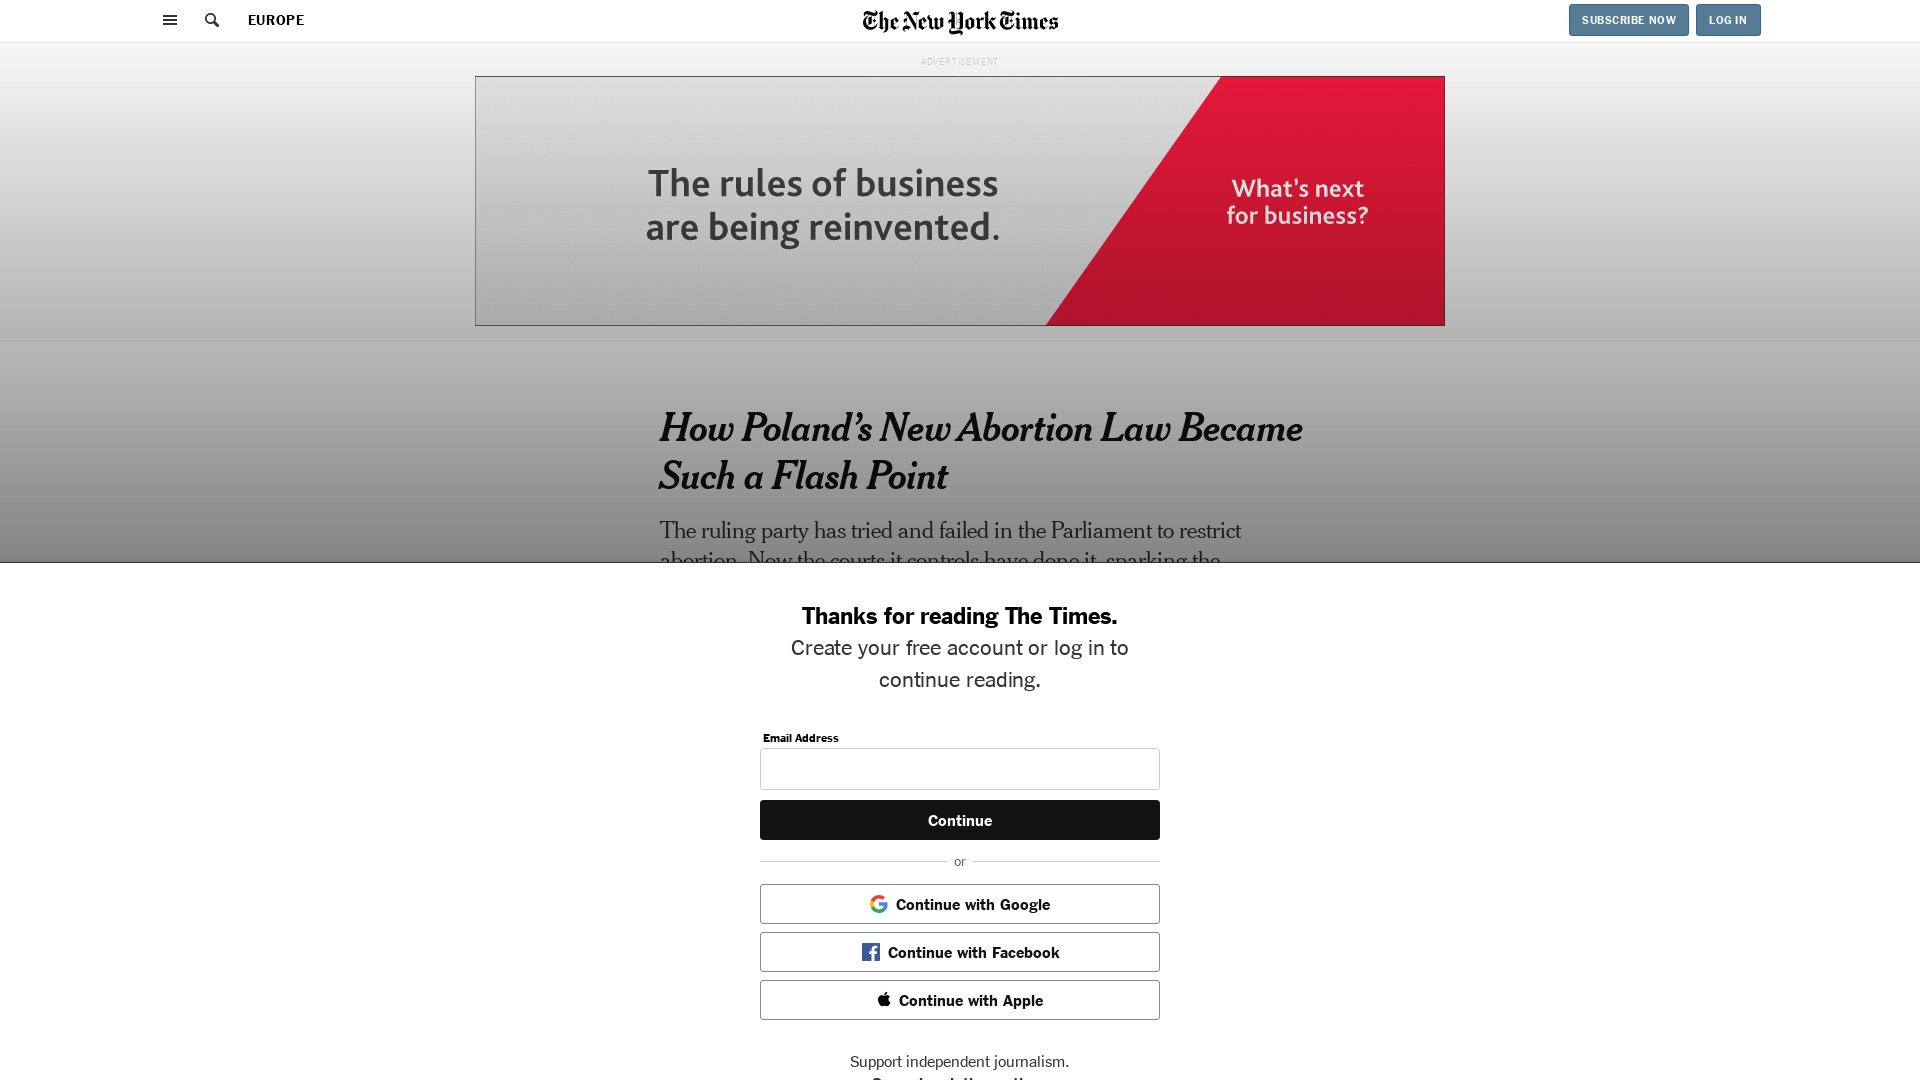 EUROPE
The New York Times
SUBSCRIBE NOW
LOG IN
ADVERTISEMENT
The rules of business
are being reinvented.
What's next
for business?
How Poland's New Abortion Law Became
Such a Flash Point
The ruling party has tried and failed in the Parliament to restrict
abortion. Now the courts it controls have done it, sparking the
Thanks for reading The Times.
Create your free account or log in to
continue reading.
Email Address
Continue
or
Continue with Google
Continue with Facebook
Continue with Apple
Support independent journalism.